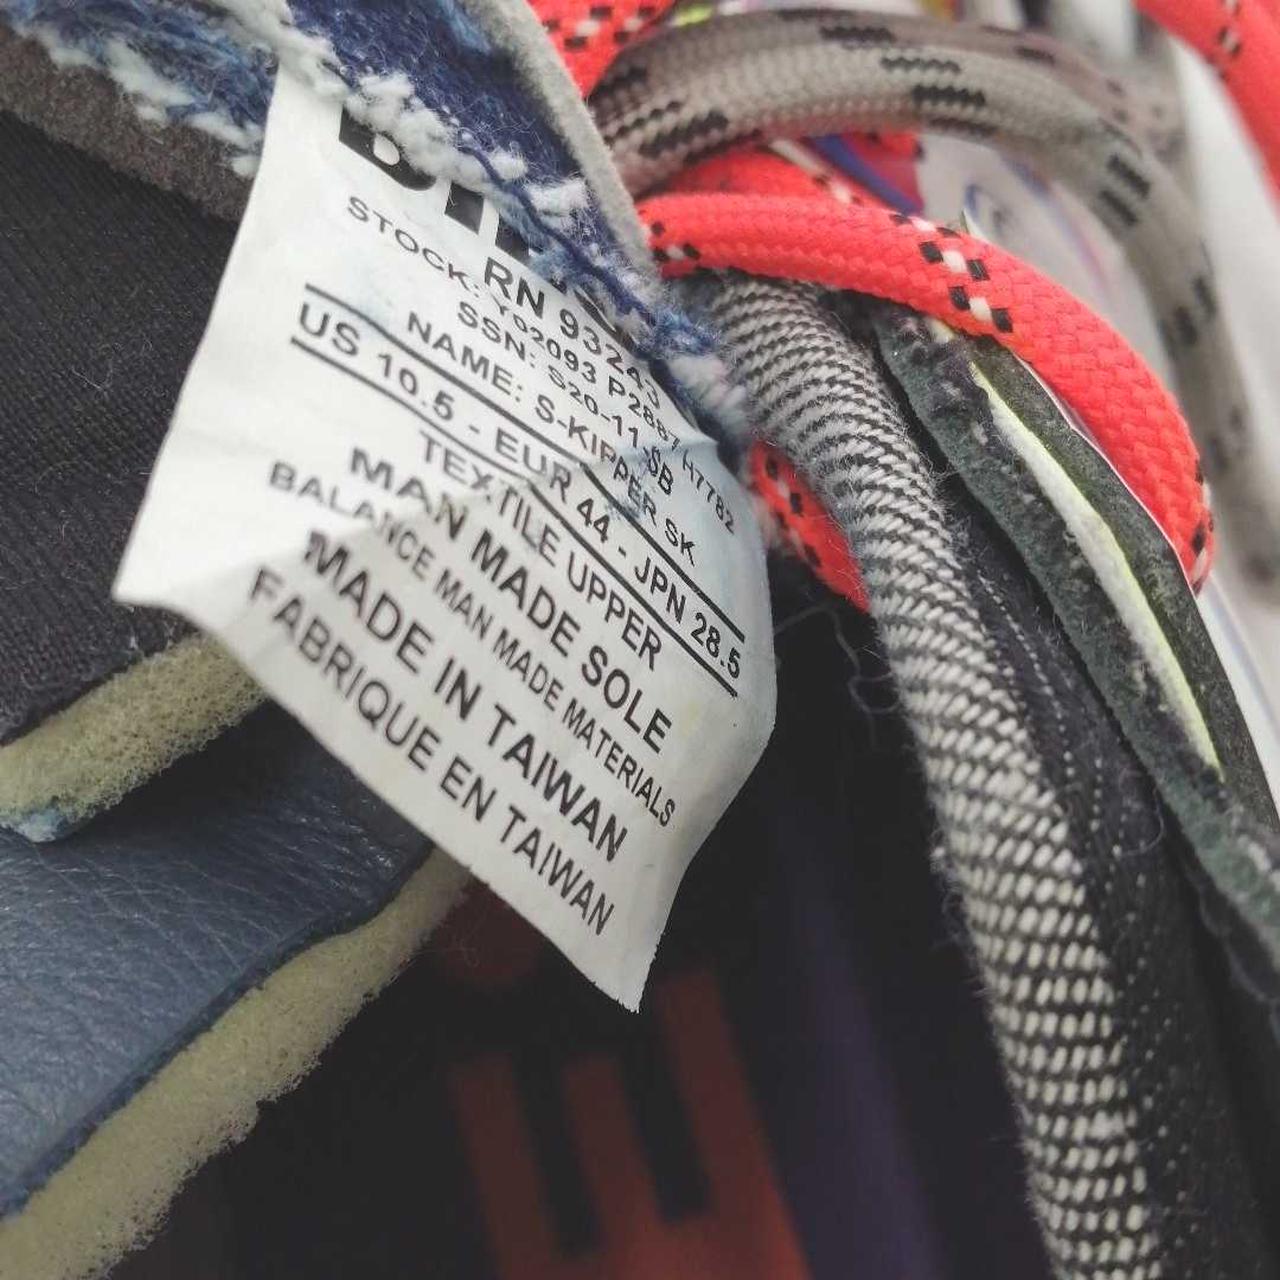 RN 93243
STOCK: Y02093 P2887 H7782
SSN: S20-11 SB
NAME: S-KIPPER SK
US 10.5 - EUR 44 - JPN 28.5
TEXTILE UPPER
MAN MADE SOLE
BALANCE MAN MADE MATERIALS
MADE IN TAIWAN
FABRIQUE EN TAIWAN